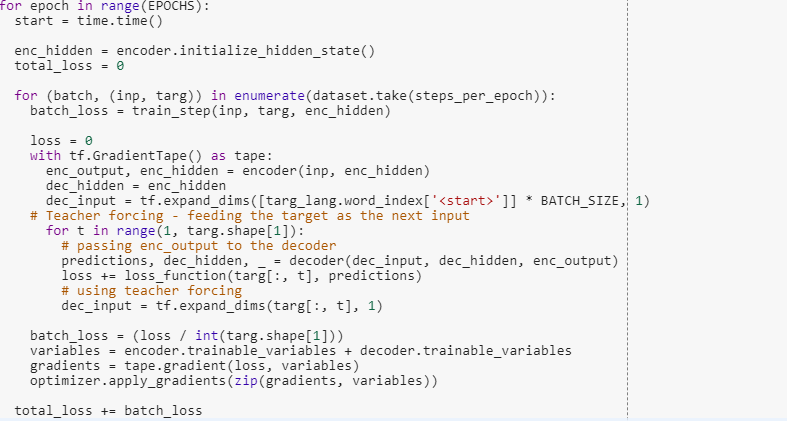 for epoch in range(EPOCHS):
  start = time.time()

  enc_hidden = encoder.initialize_hidden_state()
  total_loss = 0

  for (batch, (inp, targ)) in enumerate(dataset.take(steps_per_epoch)):
    batch_loss = train_step(inp, targ, enc_hidden)

    loss = 0
    with tf.GradientTape() as tape:
      enc_output, enc_hidden = encoder(inp, enc_hidden)
      dec_hidden = enc_hidden
      dec_input = tf.expand_dims([targ_lang.word_index['<start>']] * BATCH_SIZE, 1)
    # Teacher forcing - feeding the target as the next input
      for t in range(1, targ.shape[1]):
        # passing enc_output to the decoder
        predictions, dec_hidden, _ = decoder(dec_input, dec_hidden, enc_output)
        loss += loss_function(targ[:, t], predictions)
        # using teacher forcing
        dec_input = tf.expand_dims(targ[:, t], 1)

    batch_loss = (loss / int(targ.shape[1]))
    variables = encoder.trainable_variables + decoder.trainable_variables
    gradients = tape.gradient(loss, variables)
    optimizer.apply_gradients(zip(gradients, variables))

  total_loss += batch_loss